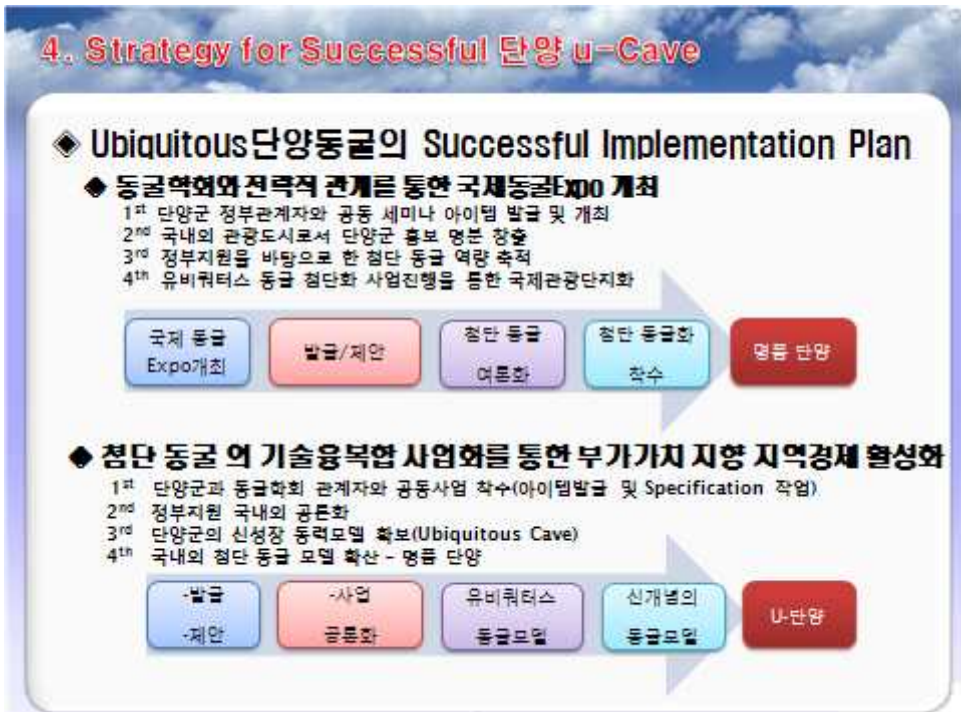 4. Strategy for Successful 단양 u-Cave
◈ Ubiquitous단양동굴의 Successful Implementation Plan
◆ 동굴학회와 전략적 관계를 통한 국제동굴Expo 개최
1st 단양군 정부관계자와 공동 세미나 아이템 발굴 및 개최
2nd 국내외 관광도시로서 단양군 홍보 명분 창출
3rd 정부지원을 바탕으로 한 첨단 동굴 역량 축적
4th 유비쿼터스 동굴 첨단화 사업진행을 통한 국제관광단지화
국제 동굴
Expo개최
발굴/제안
첨단 동굴
여론화
첨단 동굴화
착수
명품 단양
◆ 첨단 동굴 의 기술융복합 사업화를 통한 부가가치 지향 지역경제 활성화
1st 단양군과 동굴학회 관계자와 공동사업 착수(아이템발굴 및 Specification 작업)
2nd 정부지원 국내외 공론화
3rd 단양군의 신성장 동력모델 확보(Ubiquitous Cave)
4th 국내외 첨단 동굴 모델 확산 - 명품 단양
-발굴
-제안
-사업
공론화
유비쿼터스
동굴모델
신개념의
동굴모델
U-단양